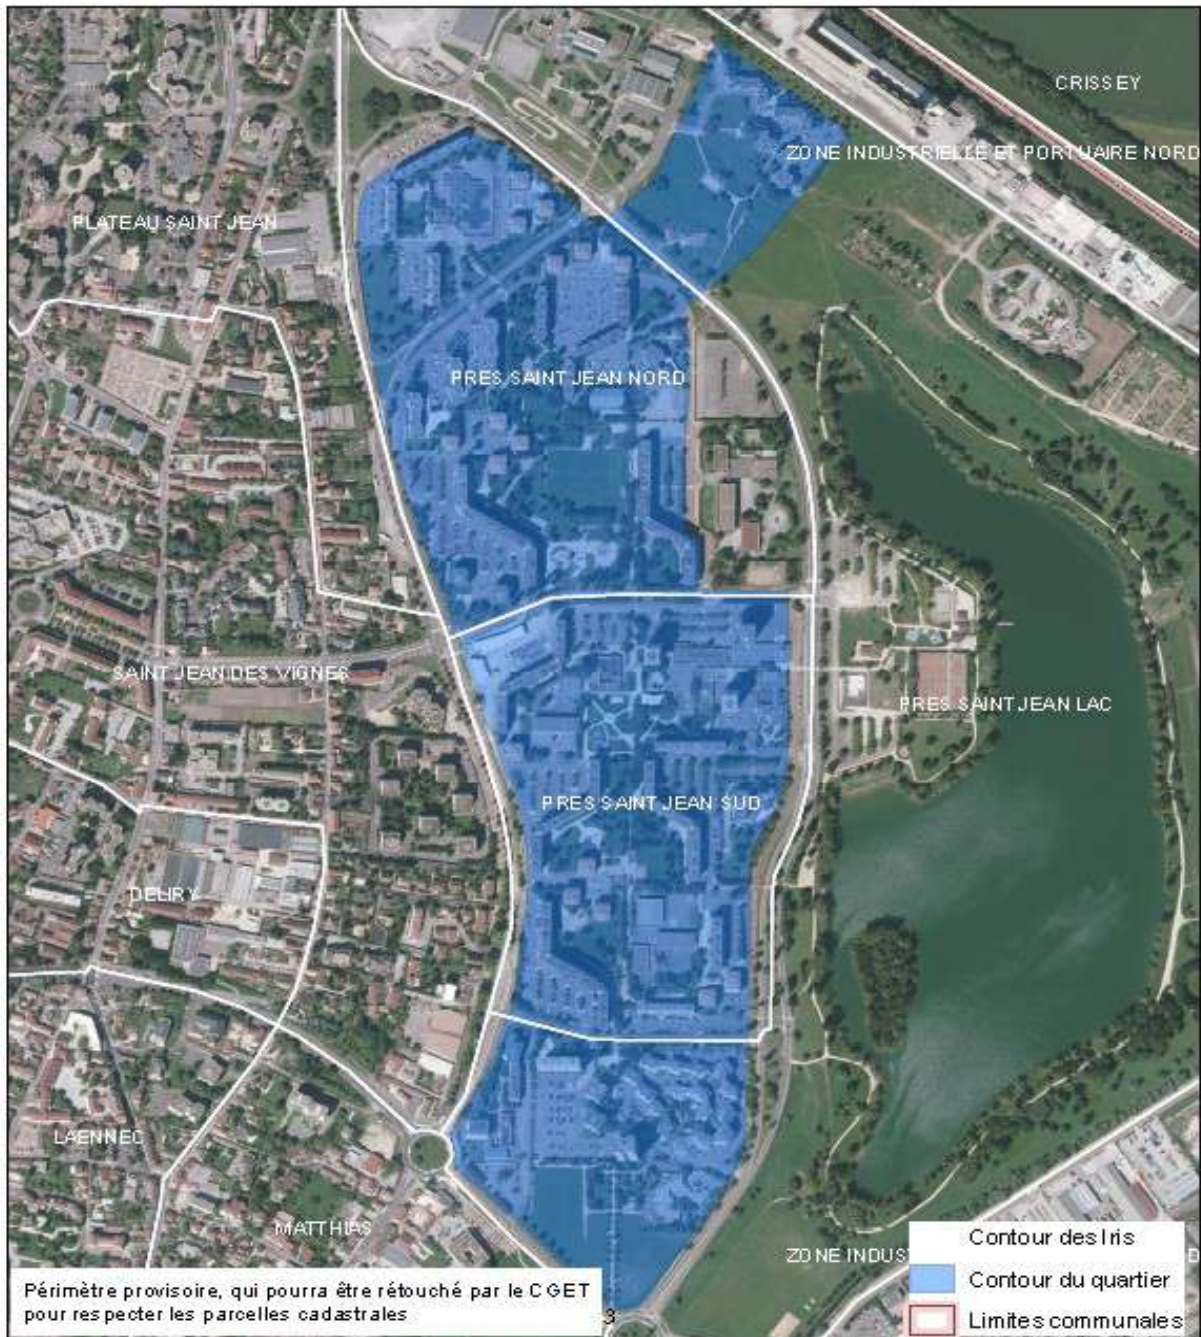 CRISSEY
ZONE INDUSTRIELLE ET PORTUAIRE NORD
PLATEAU SAINT JEAN
PRES SAINT JEAN NORD
SAINT JEAN DES VIGNES
PRES SAINT JEAN LAC
PRES SAINT JEAN SUD
LAENNEC
MATTHIAS
ZONE INDUS
D
Contour des Iris
Contour du quartier
Limites communales
Périmètre provisoire, qui pourra être rétouché par le CGET
pour respecter les parcelles cadastrales
3